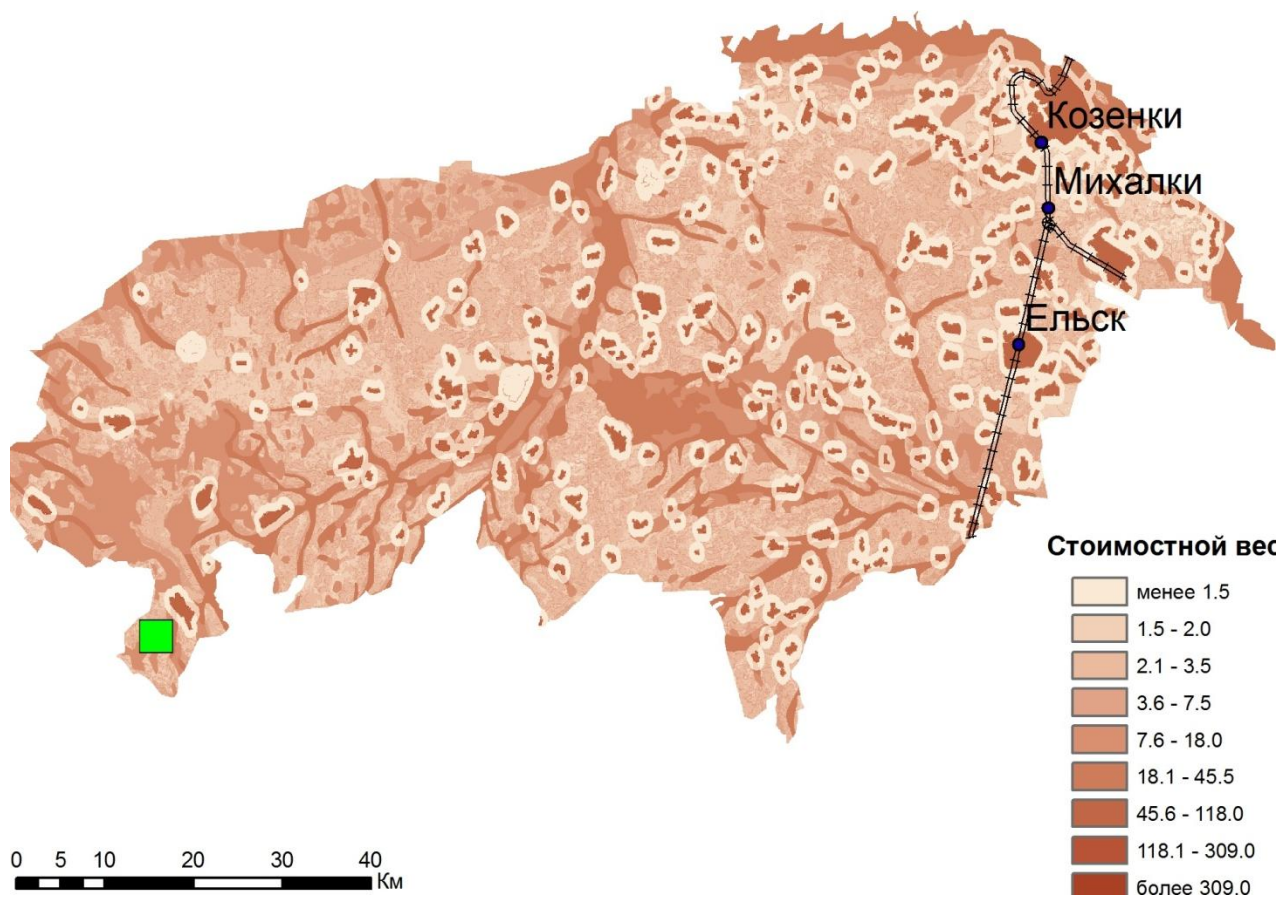 Козенки
Михалки
Ельск
Стоимостной вес
менее 1.5
1.5 - 2.0
2.1 - 3.5
3.6 - 7.5
7.6 - 18.0
18.1 - 45.5
45.6 - 118.0
118.1 - 309.0
более 309.0
0 5 10 20 30 40
Км